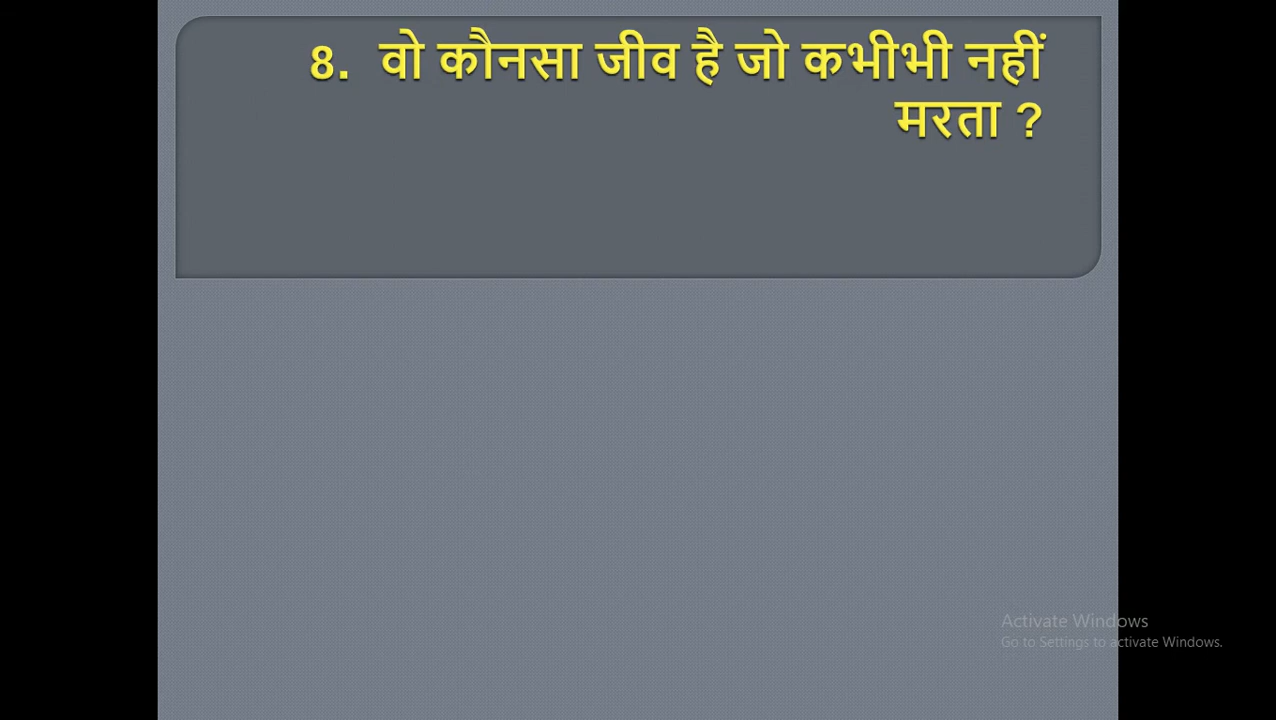 8. वो कौनसा जीव है जो कभीभी नहीं
मरता ?
Activate Windows
Go to Settings to activate Windows.